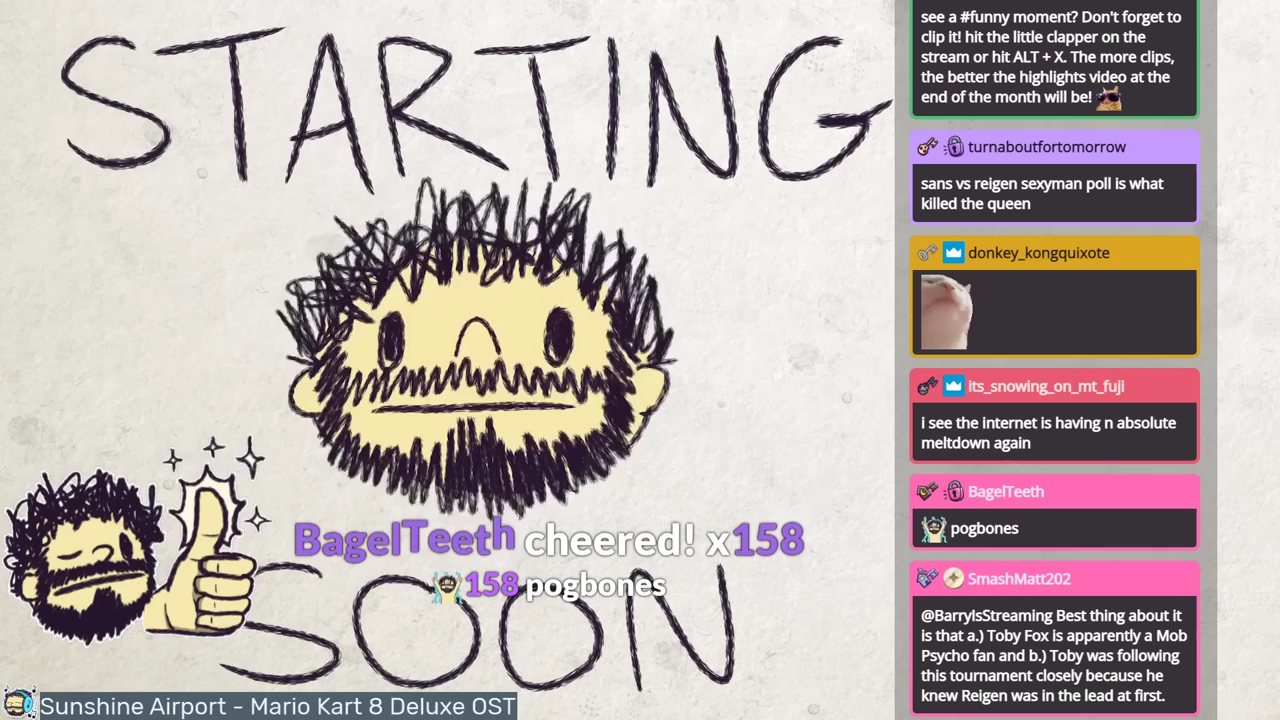 STARTING
SOON
BagelTeeth cheered! x158
158 pogbones
Sunshine Airport - Mario Kart 8 Deluxe OST
see a #funny moment? Don't forget to
clip it! hit the little clapper on the
stream or hit ALT + X. The more clips,
the better the highlights video at the
end of the month will be!
turnaboutfortomorrow
sans vs reigen sexyman poll is what
killed the queen
donkey_kongquixote
its_snowing_on_mt_fuji
i see the internet is having n absolute
meltdown again
BagelTeeth
pogbones
SmashMatt202
@BarryIsStreaming Best thing about it
is that a.) Toby Fox is apparently a Mob
Psycho fan and b.) Toby was following
this tournament closely because he
knew Reigen was in the lead at first.